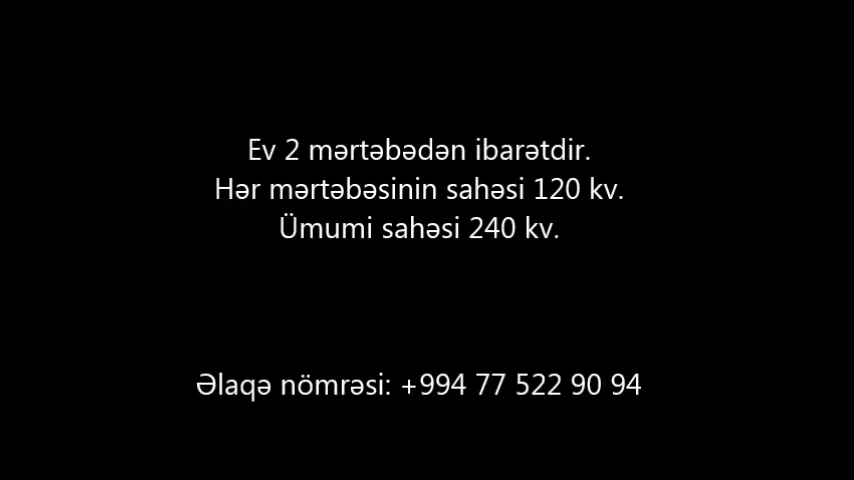 Ev 2 mərtəbədən ibarətdir.
Hər mərtəbəsinin sahəsi 120 kv.
Ümumi sahəsi 240 kv.
Əlaqə nömrəsi: +994 77 522 90 94